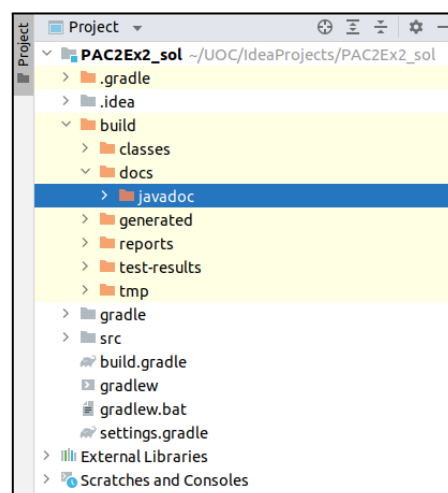 Project
Project
PAC2Ex2_sol ~/UOC/IdeaProjects/PAC2Ex2_sol
.gradle
.idea
build
classes
docs
javadoc
generated
reports
test-results
tmp
gradle
src
build.gradle
gradlew
gradlew.bat
settings.gradle
External Libraries
Scratches and Consoles